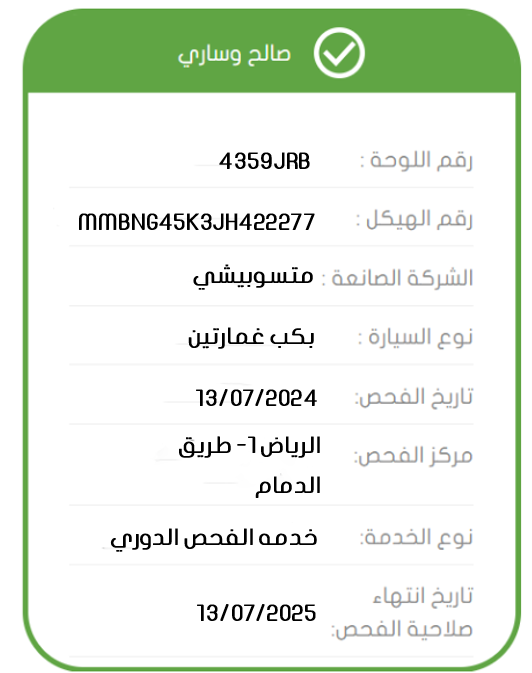 صالح وساري
رقم اللوحة : 4359JRB
رقم الهيكل : MMBNG45K3JH422277
الشركة الصانعة : متسوبيشي
نوع السيارة : بكب غمارتين
تاريخ الفحص: 13/07/2024
مركز الفحص: الرياض1- طريق
الدمام
نوع الخدمة: خدمه الفحص الدوري
تاريخ انتهاء
صلاحية الفحص: 13/07/2025